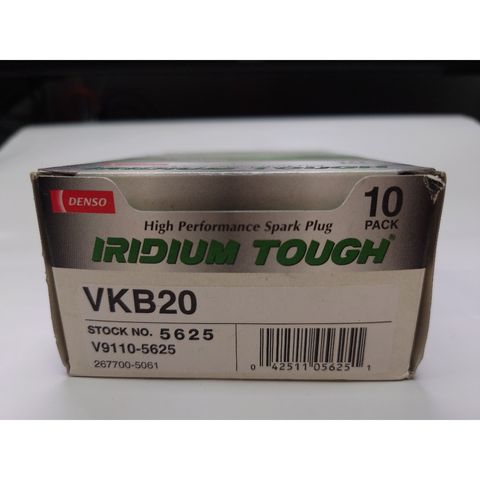 DENSO
10
PACK
High Performance Spark Plug
IRIDIUM TOUGH®
VKB20
STOCK NO. 5625
V9110-5625
267700-5061
0 42511 05625 1